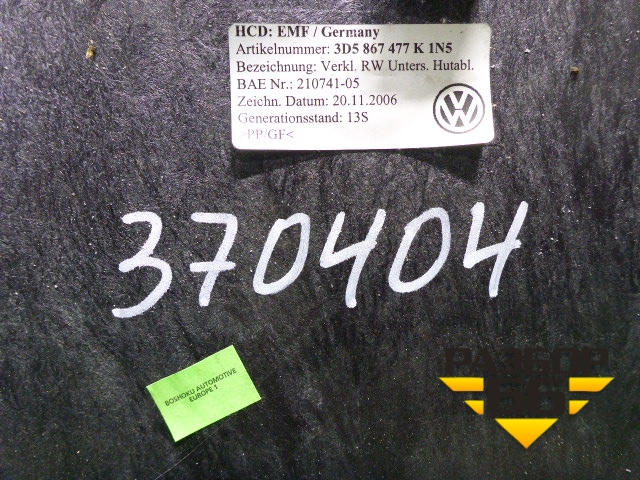 HCD: EMF / Germany
Artikelnummer: 3D5 867 477 K 1N5
Bezeichnung: Verkl. RW Unters. Hutabl.
BAE Nr.: 210741-05
Zeichn. Datum: 20.11.2006
Generationsstand: 13S
>PP/GF<
370404
BOSHOKU AUTOMOTIVE
EUROPE 1
РАЗБОР